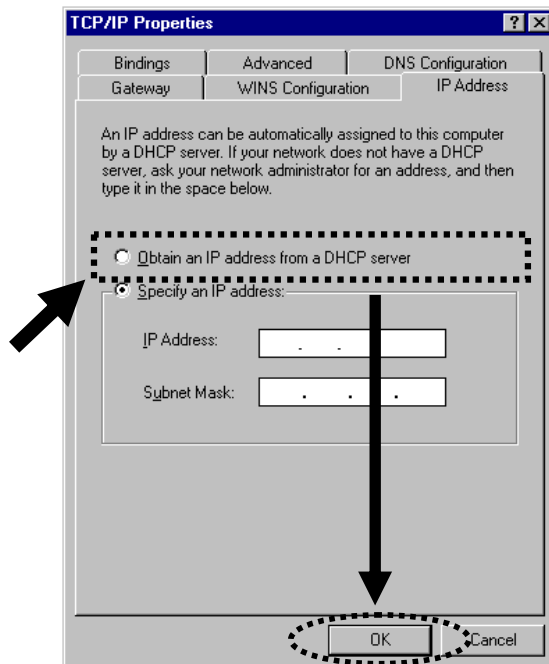 TCP/IP Properties ? ×
Bindings Advanced DNS Configuration
Gateway WINS Configuration IP Address
An IP address can be automatically assigned to this computer
by a DHCP server. If your network does not have a DHCP
server, ask your network administrator for an address, and then
type it in the space below.
Obtain an IP address from a DHCP server
Specify an IP address:
IP Address: . .
Subnet Mask: . . .
OK Cancel